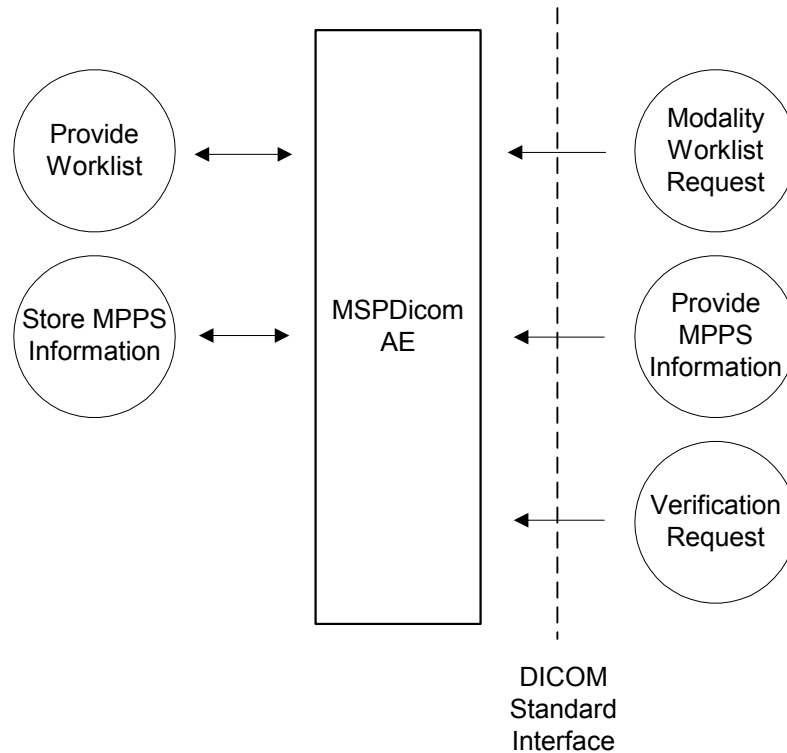 Provide
Worklist
Modality
Worklist
Request
Store MPPS
Information
MSPDicom
AE
Provide
MPPS
Information
Verification
Request
DICOM
Standard
Interface